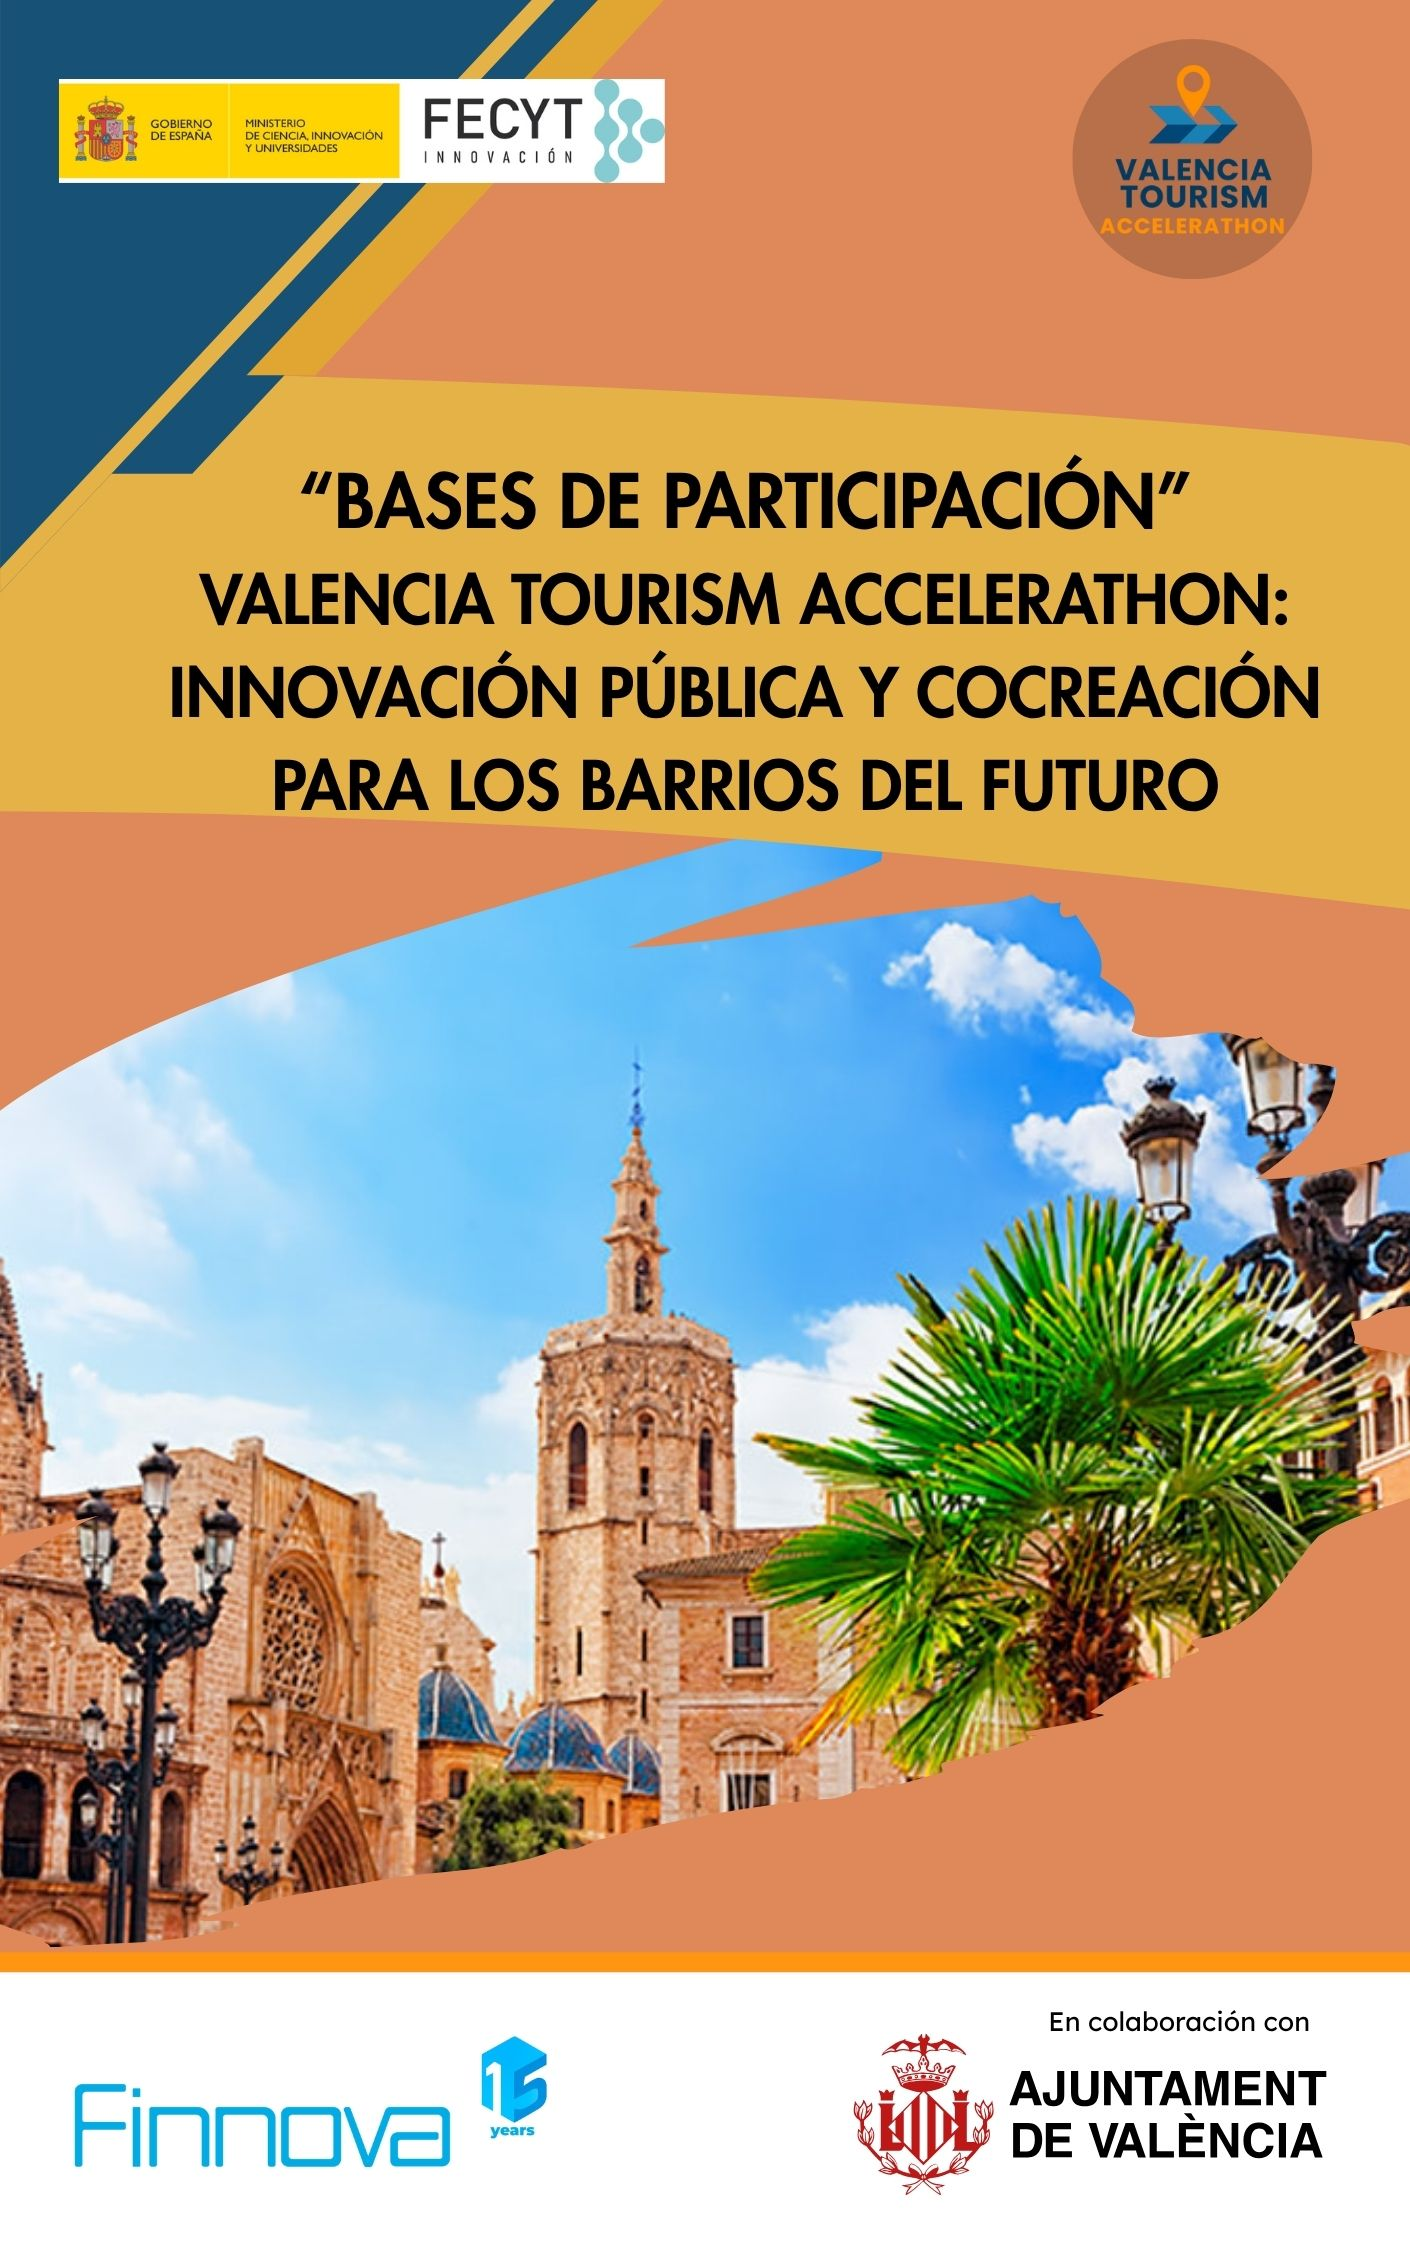 GOBIERNO
DE ESPAÑA
MINISTERIO
DE CIENCIA, INNOVACIÓN
Y UNIVERSIDADES
FECYT
INNOVACIÓN
VALENCIA
TOURISM
ACCELERATHON
“BASES DE PARTICIPACIÓN”
VALENCIA TOURISM ACCELERATHON:
INNOVACIÓN PÚBLICA Y COCREACIÓN
PARA LOS BARRIOS DEL FUTURO
Finnova
15
years
En colaboración con
AJUNTAMENT
DE VALÈNCIA